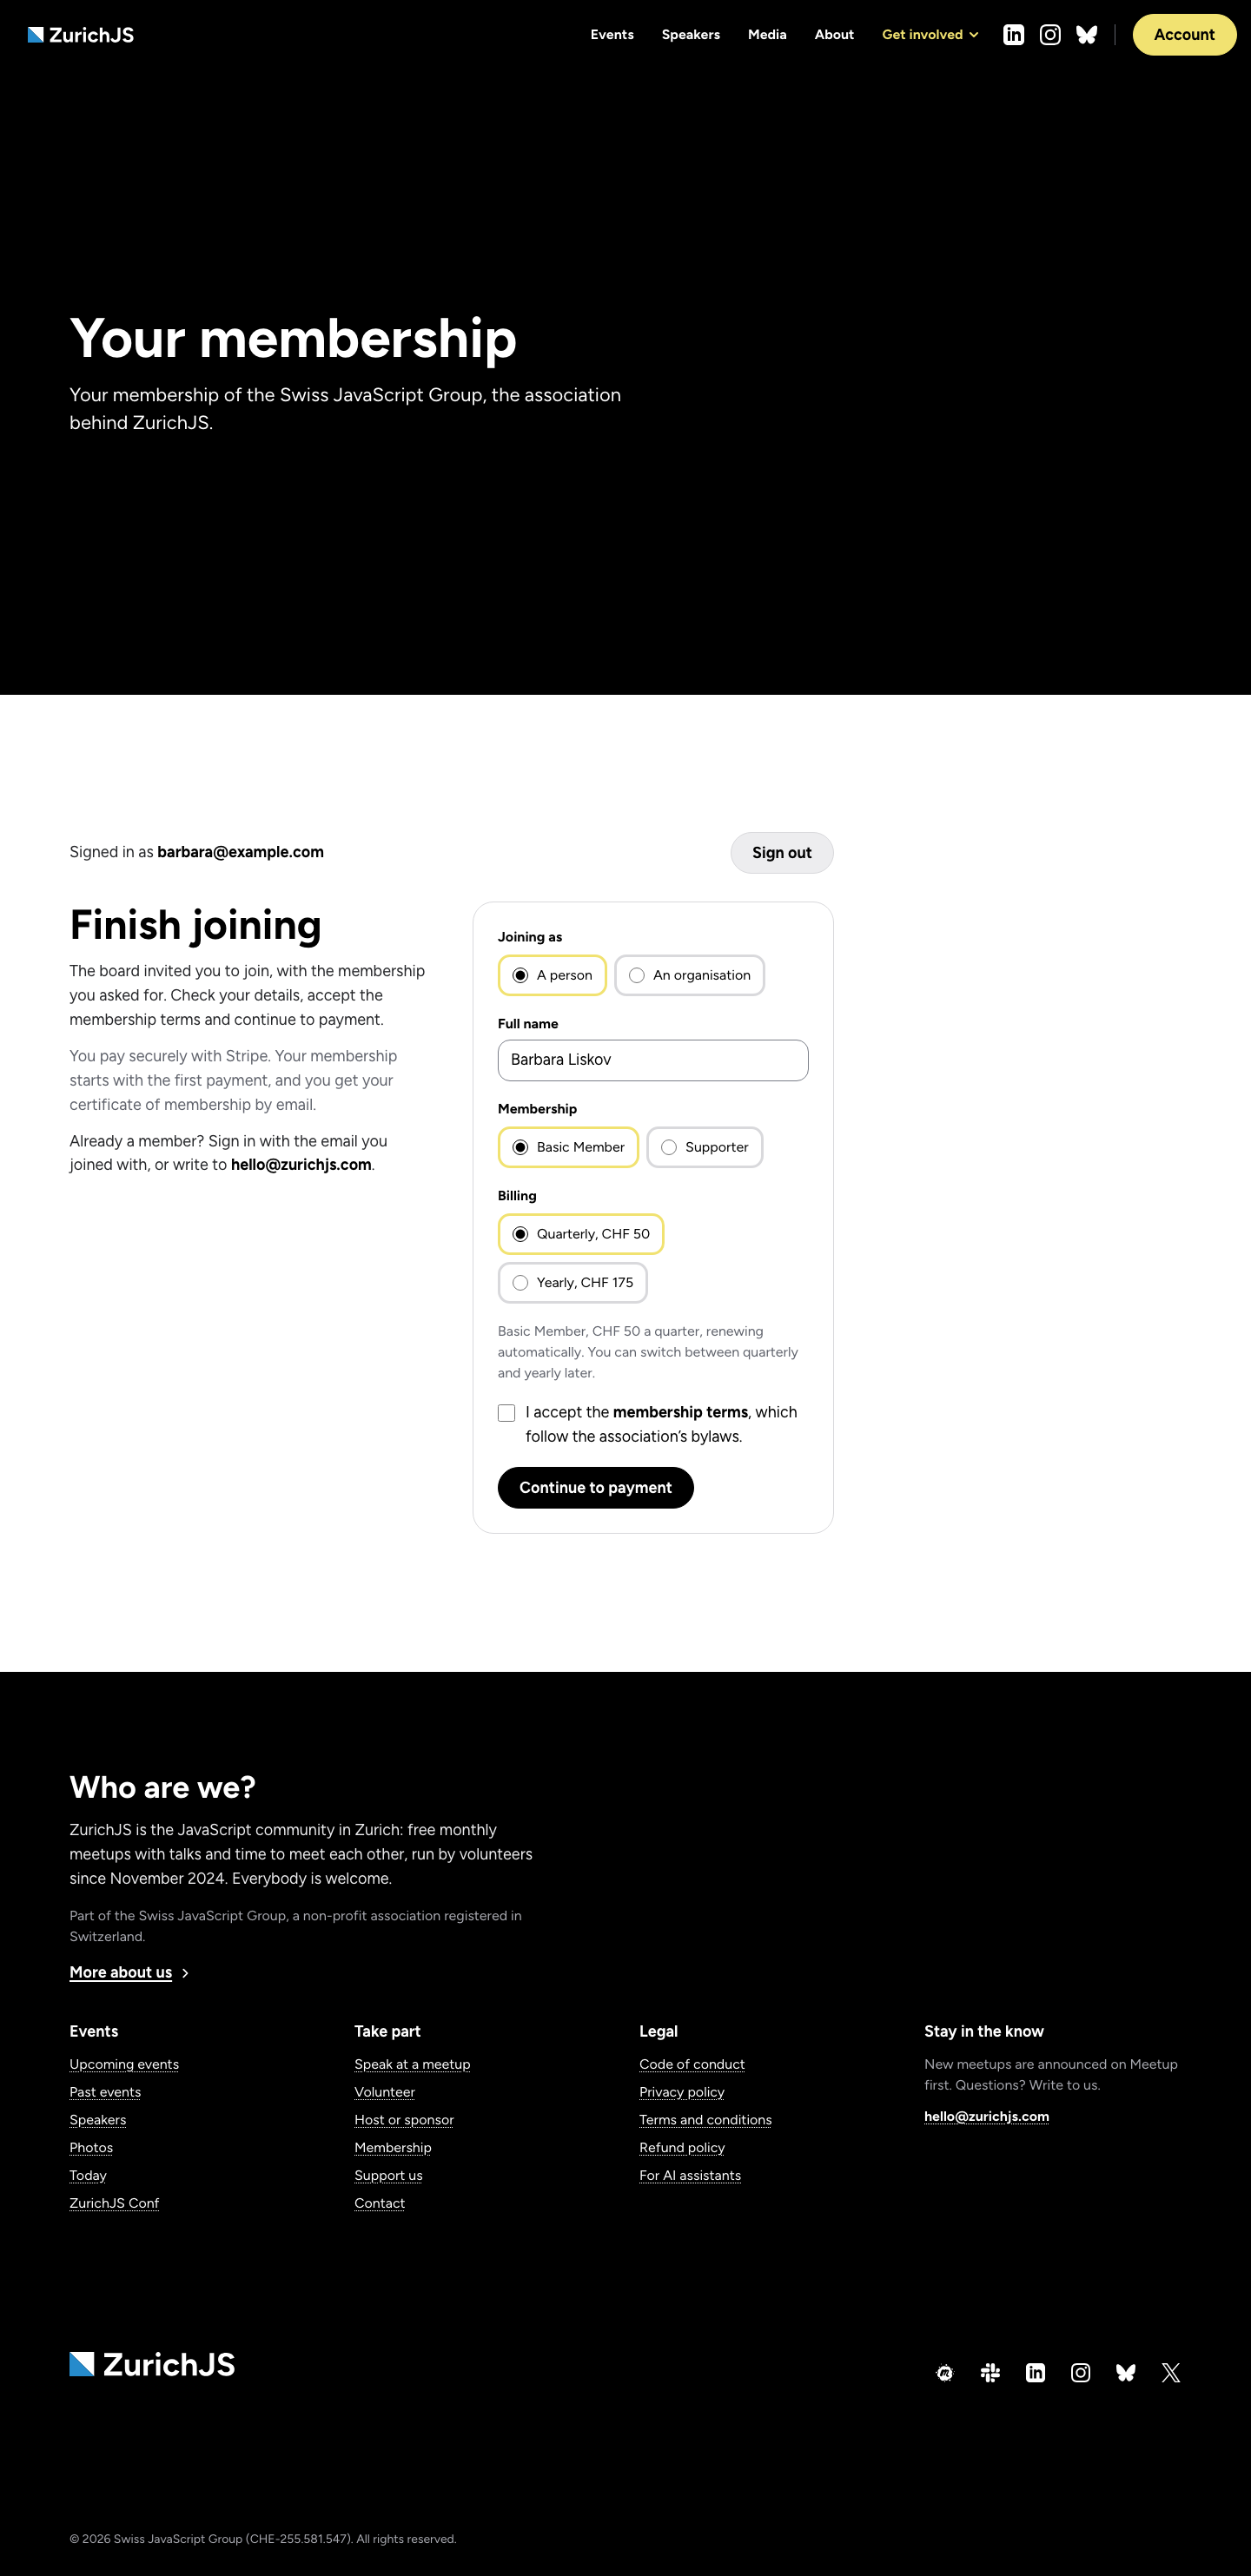 ZurichJS
Events
Speakers
Media
About
Get involved
Account
Your membership
Your membership of the Swiss JavaScript Group, the association
behind ZurichJS.
Signed in as barbara@example.com
Sign out
Finish joining
The board invited you to join, with the membership
you asked for. Check your details, accept the
membership terms and continue to payment.
You pay securely with Stripe. Your membership
starts with the first payment, and you get your
certificate of membership by email.
Already a member? Sign in with the email you
joined with, or write to hello@zurichjs.com.
Joining as
A person
An organisation
Full name
Barbara Liskov
Membership
Basic Member
Supporter
Billing
Quarterly, CHF 50
Yearly, CHF 175
Basic Member, CHF 50 a quarter, renewing
automatically. You can switch between quarterly
and yearly later.
I accept the membership terms, which
follow the association’s bylaws.
Continue to payment
Who are we?
ZurichJS is the JavaScript community in Zurich: free monthly
meetups with talks and time to meet each other, run by volunteers
since November 2024. Everybody is welcome.
Part of the Swiss JavaScript Group, a non-profit association registered in
Switzerland.
More about us
Events
Upcoming events
Past events
Speakers
Photos
Today
ZurichJS Conf
Take part
Speak at a meetup
Volunteer
Host or sponsor
Membership
Support us
Contact
Legal
Code of conduct
Privacy policy
Terms and conditions
Refund policy
For AI assistants
Stay in the know
New meetups are announced on Meetup
first. Questions? Write to us.
hello@zurichjs.com
ZurichJS
© 2026 Swiss JavaScript Group (CHE-255.581.547). All rights reserved.